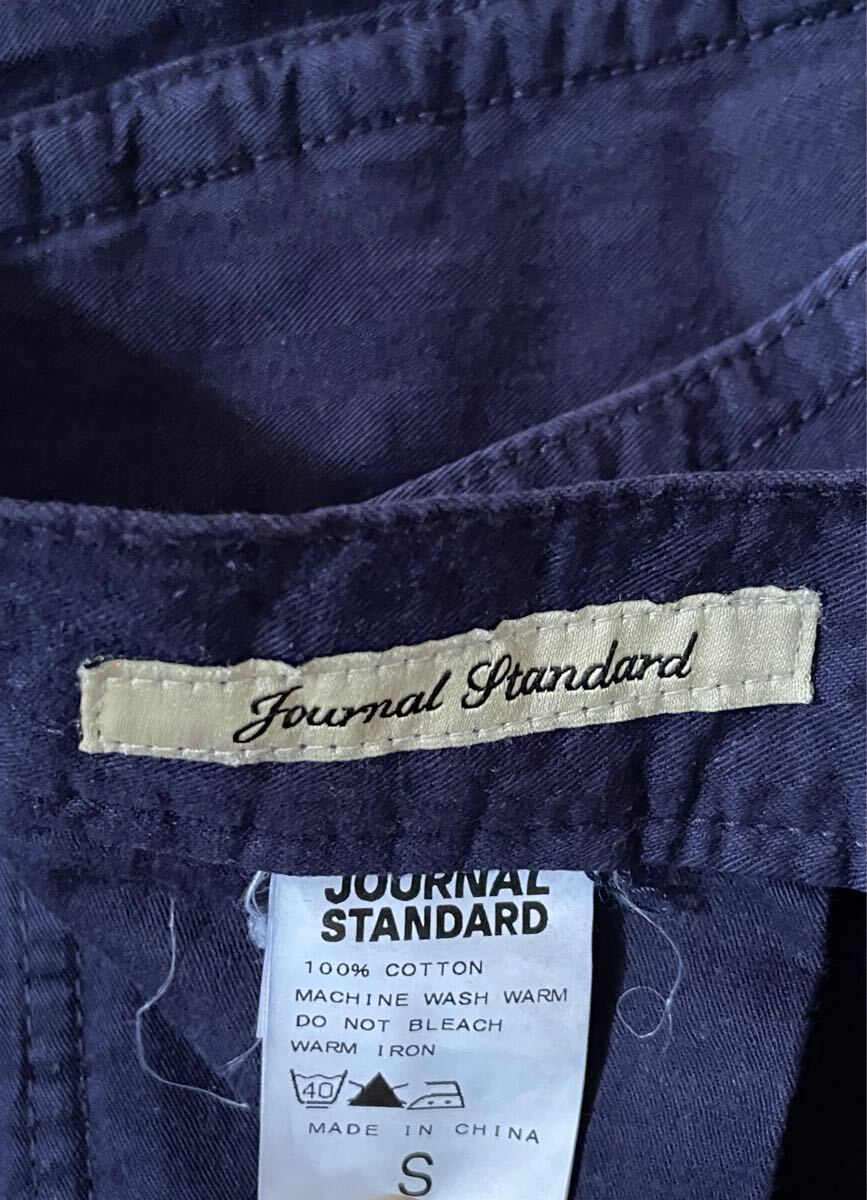 Journal Standard
JOURNAL
STANDARD
100% COTTON
MACHINE WASH WARM
DO NOT BLEACH
WARM IRON
40
MADE IN CHINA
S